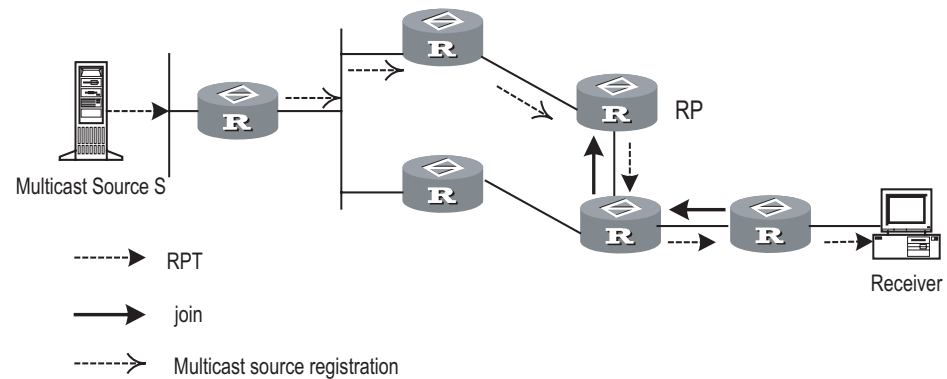 R
R
R
RP
Multicast Source S
R
R
R
Receiver
RPT
join
Multicast source registration